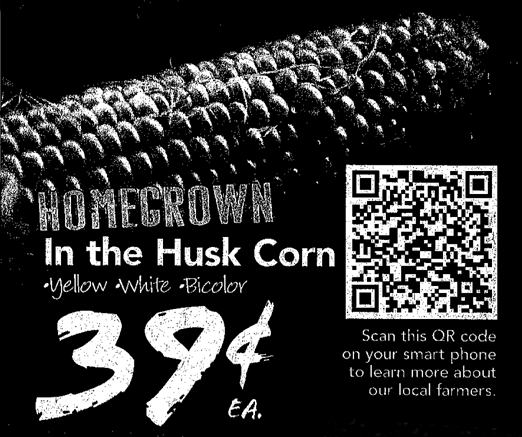 HOMEGROWN
In the Husk Corn
•Yellow •White •Bicolor
39¢
EA.
Scan this QR code
on your smart phone
to learn more about
our local farmers.